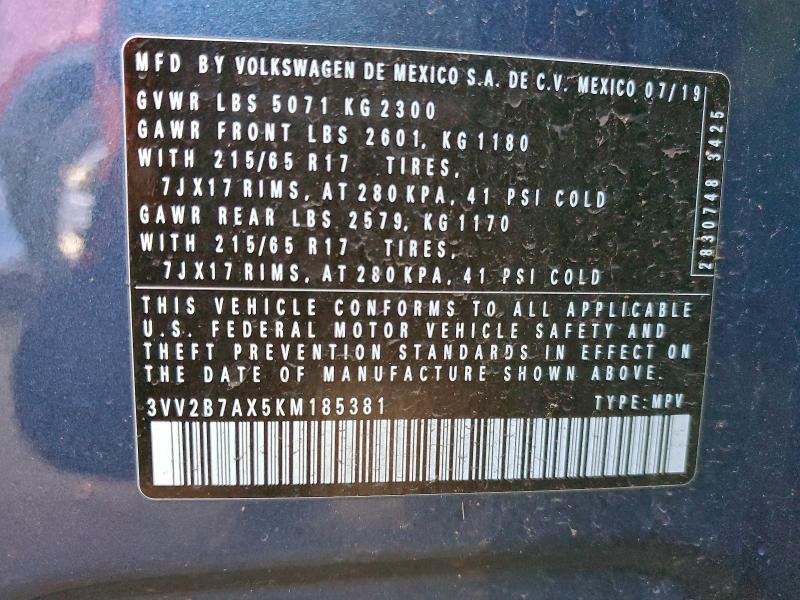 MFD BY VOLKSWAGEN DE MEXICO S.A. DE C.V. MEXICO 07/19
GVWR LBS 5071 KG 2300
GAWR FRONT LBS 2601, KG 1180
WITH 215/65 R17 TIRES,
7JX17 RIMS, AT 280 KPA, 41 PSI COLD
GAWR REAR LBS 2579, KG 1170
WITH 215/65 R17 TIRES,
7JX17 RIMS, AT 280 KPA, 41 PSI COLD
2830748 3425
THIS VEHICLE CONFORMS TO ALL APPLICABLE
U.S. FEDERAL MOTOR VEHICLE SAFETY AND
THEFT PREVENTION STANDARDS IN EFFECT ON
THE DATE OF MANUFACTURE SHOWN ABOVE.
3VV2B7AX5KM185381 TYPE: MPV